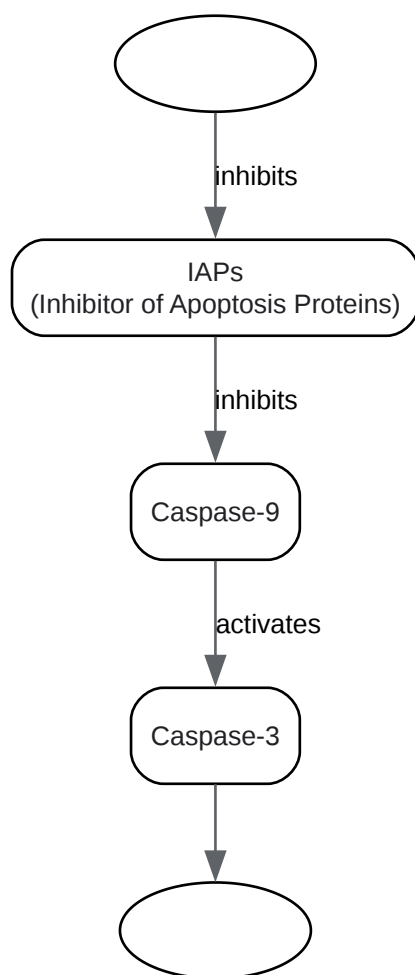 inhibits
IAPs
(Inhibitor of Apoptosis Proteins)
inhibits
Caspase-9
activates
Caspase-3